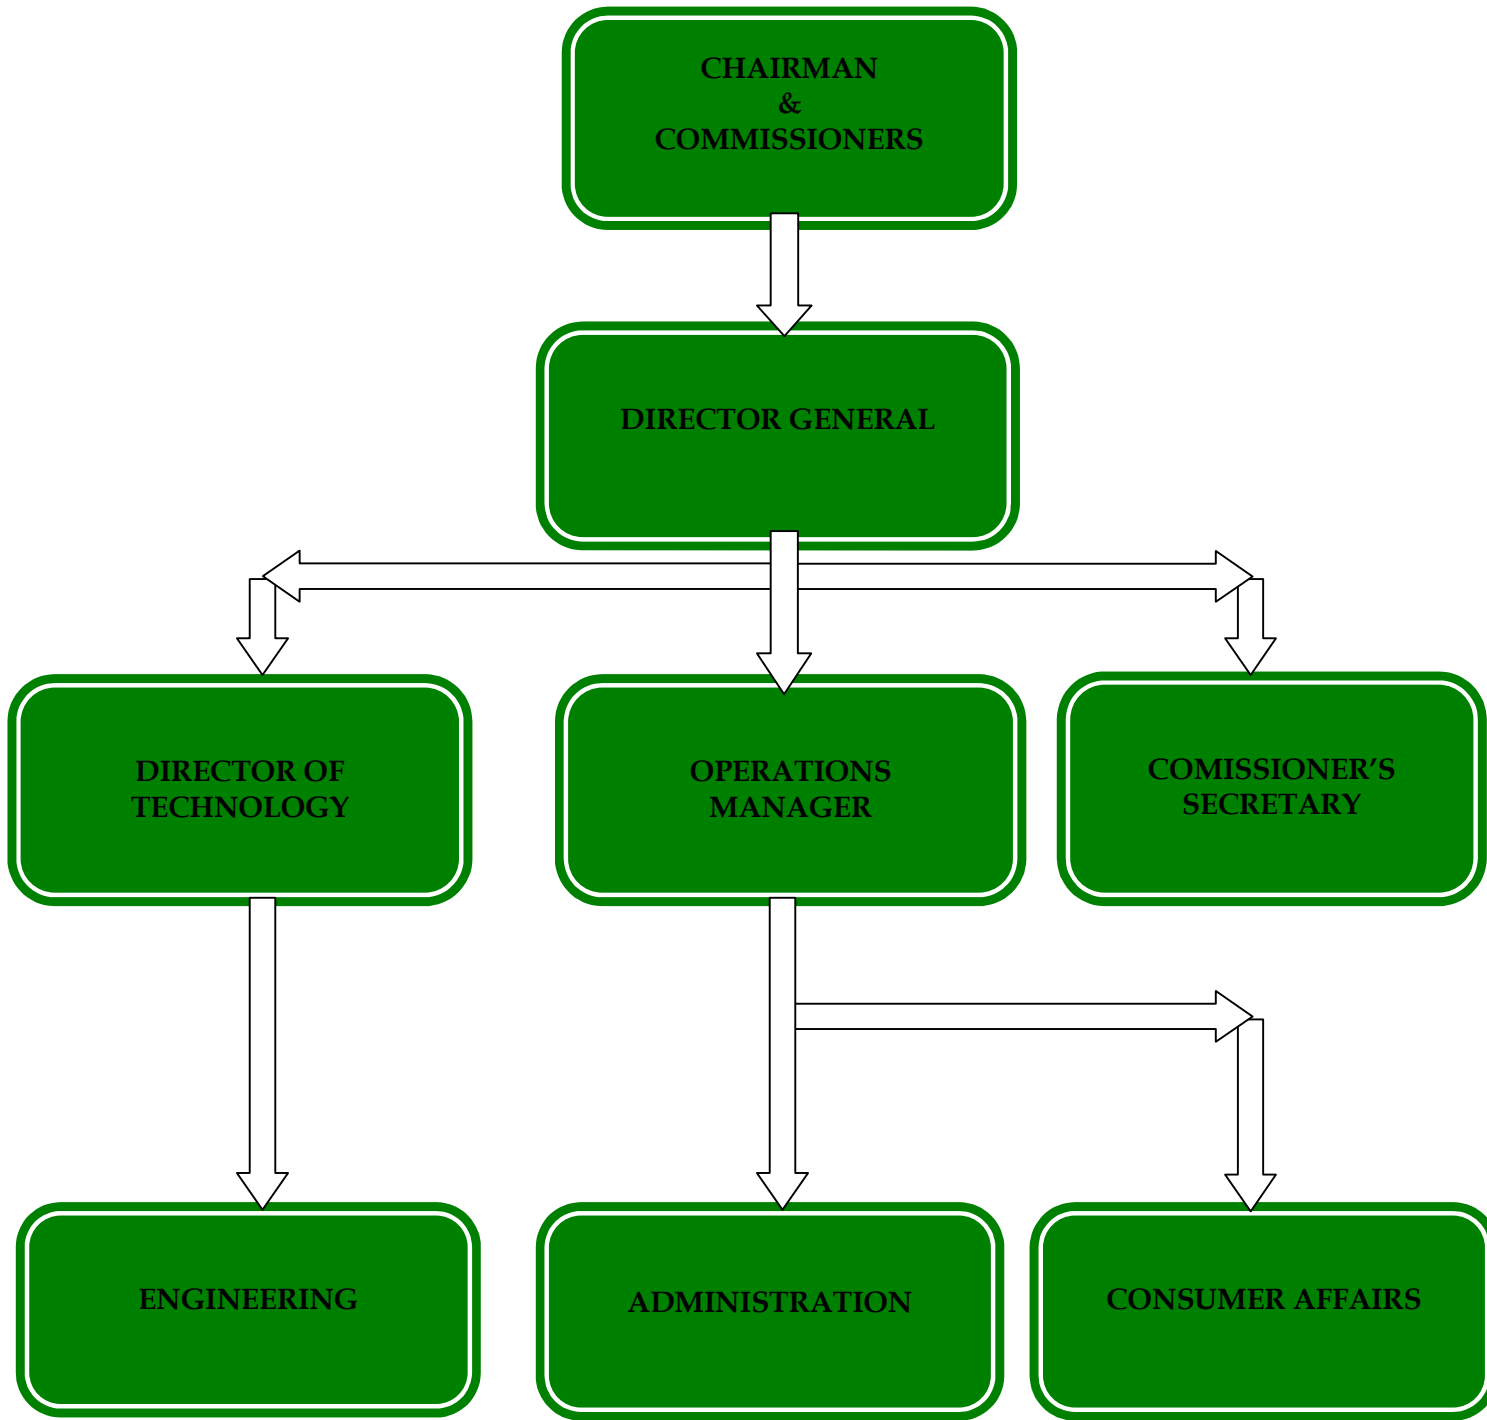 CHAIRMAN
&
COMMISSIONERS
DIRECTOR GENERAL
DIRECTOR OF
TECHNOLOGY
OPERATIONS
MANAGER
COMISSIONER’S
SECRETARY
ENGINEERING
ADMINISTRATION
CONSUMER AFFAIRS